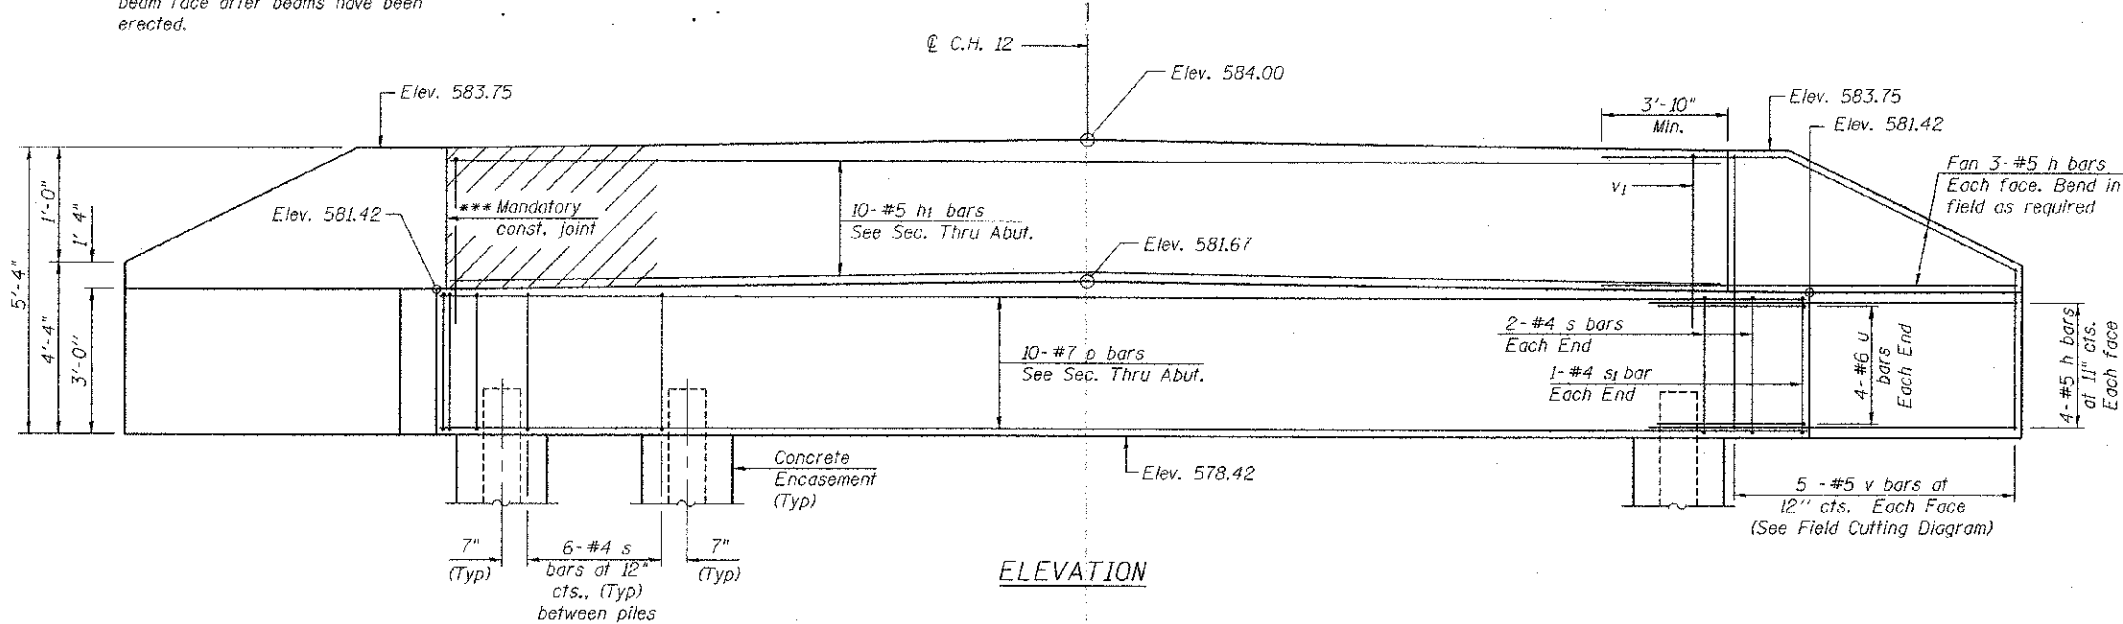 beam face after beams have been
erected.
℄ C.H. 12
Elev. 584.00
Elev. 583.75
3'-10"
Min.
Elev. 583.75
Elev. 581.42
Fan 3-#5 h bars
Each face. Bend in
field as required
v1
5'-4"
1'-0"
1' 4"
4'-4"
3'-0"
Elev. 581.42
*** Mandatory
const. joint
10-#5 h1 bars
See Sec. Thru Abut.
Elev. 581.67
2-#4 s bars
Each End
1-#4 s1 bar
Each End
4-#6 u
bars
Each End
4-#5 h bars
at 11" cts.
Each face
10-#7 p bars
See Sec. Thru Abut.
Concrete
Encasement
(Typ)
Elev. 578.42
5 -#5 v bars at
12" cts. Each Face
(See Field Cutting Diagram)
7"
(Typ)
6-#4 s
bars at 12"
cts., (Typ)
between piles
7"
(Typ)
ELEVATION